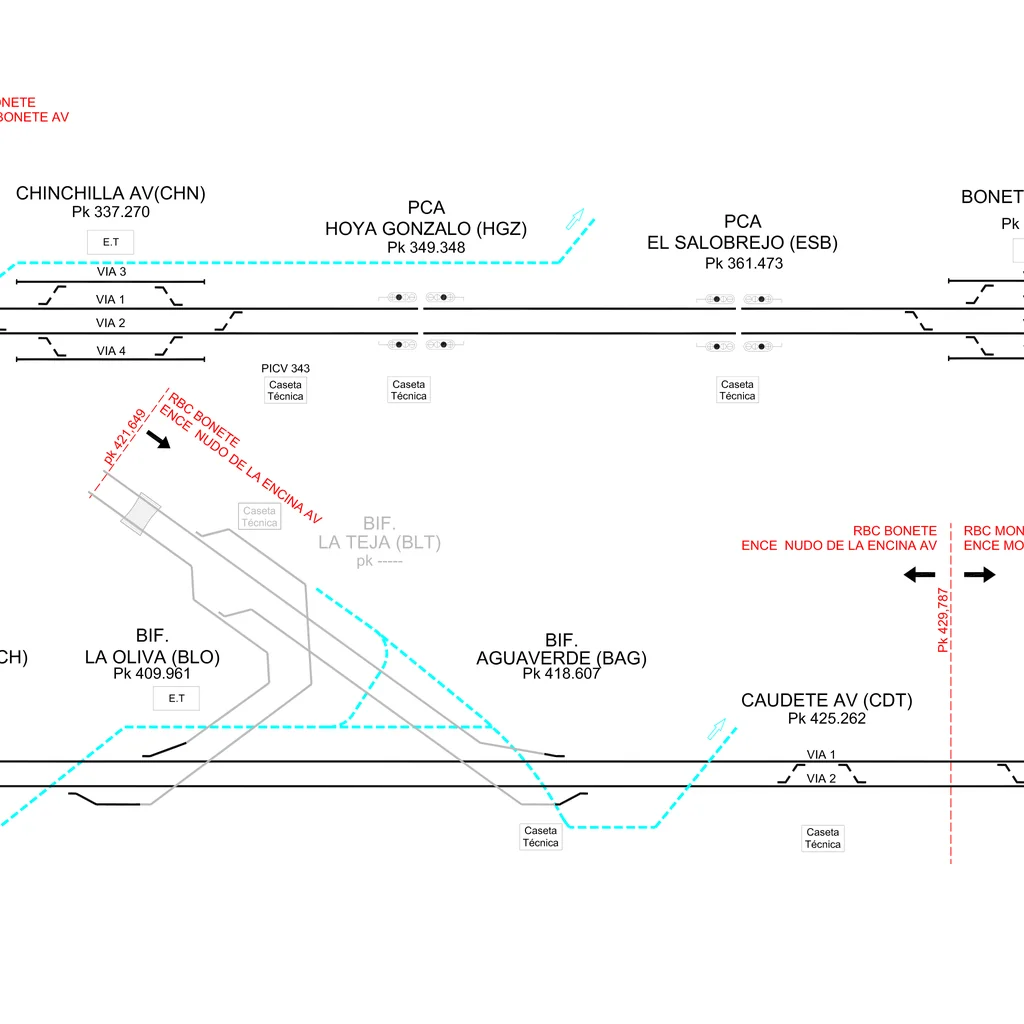 ONETE
BONETE AV
CHINCHILLA AV(CHN)
Pk 337.270
E.T
VIA 3
VIA 1
VIA 2
VIA 4
PCA
HOYA GONZALO (HGZ)
Pk 349.348
PCA
EL SALOBREJO (ESB)
Pk 361.473
BONET
Pk
PICV 343
Caseta
Técnica
Caseta
Técnica
Caseta
Técnica
pk 421,649
RBC BONETE
ENCE NUDO DE LA ENCINA AV
Caseta
Técnica
BIF.
LA TEJA (BLT)
pk -----
RBC BONETE
ENCE NUDO DE LA ENCINA AV
RBC MON
ENCE MO
Pk 429,787
CH)
BIF.
LA OLIVA (BLO)
Pk 409.961
E.T
BIF.
AGUAVERDE (BAG)
Pk 418.607
CAUDETE AV (CDT)
Pk 425.262
VIA 1
VIA 2
Caseta
Técnica
Caseta
Técnica